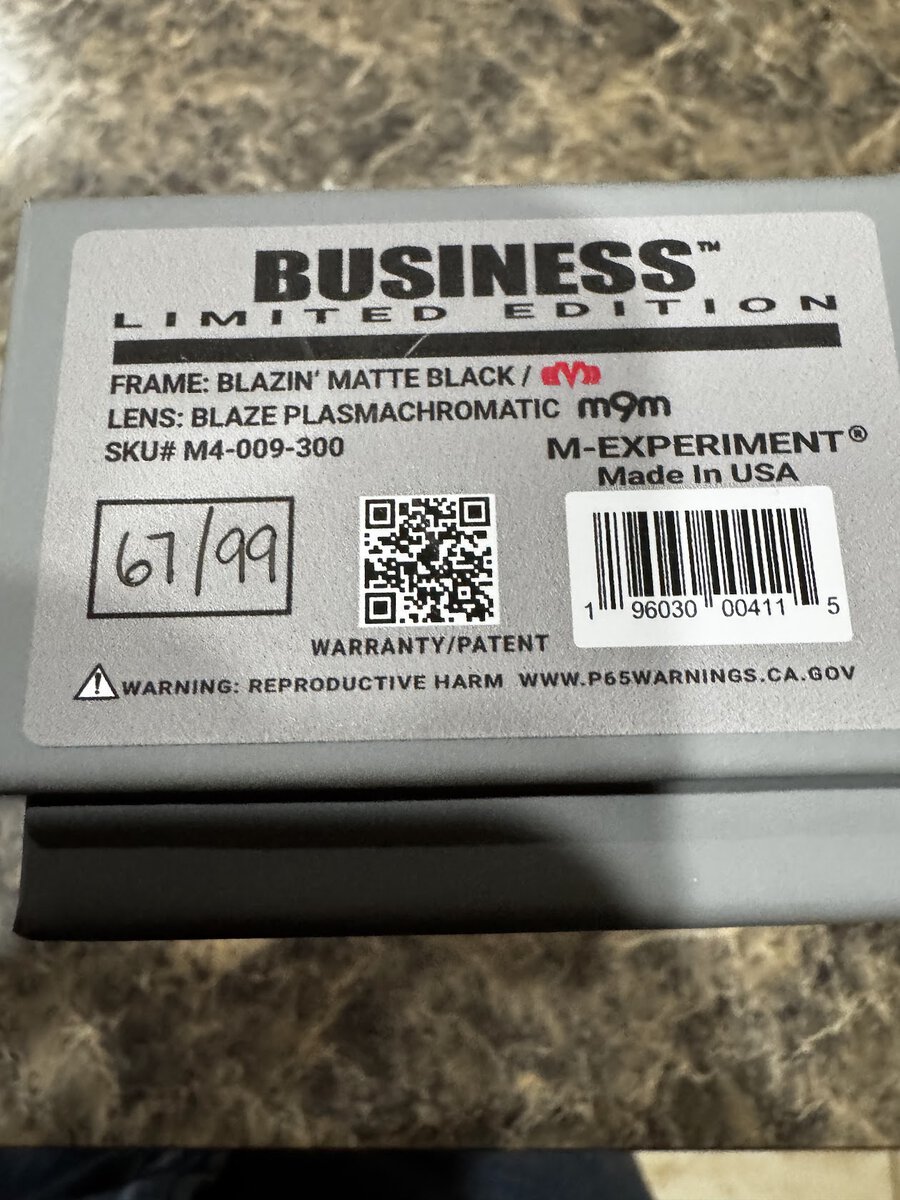 BUSINESS™
LIMITED EDITION
FRAME: BLAZIN' MATTE BLACK /
LENS: BLAZE PLASMACHROMATIC m9m
SKU# M4-009-300
M-EXPERIMENT®
Made In USA
67/99
1 96030 00411 5
WARRANTY/PATENT
WARNING: REPRODUCTIVE HARM WWW.P65WARNINGS.CA.GOV